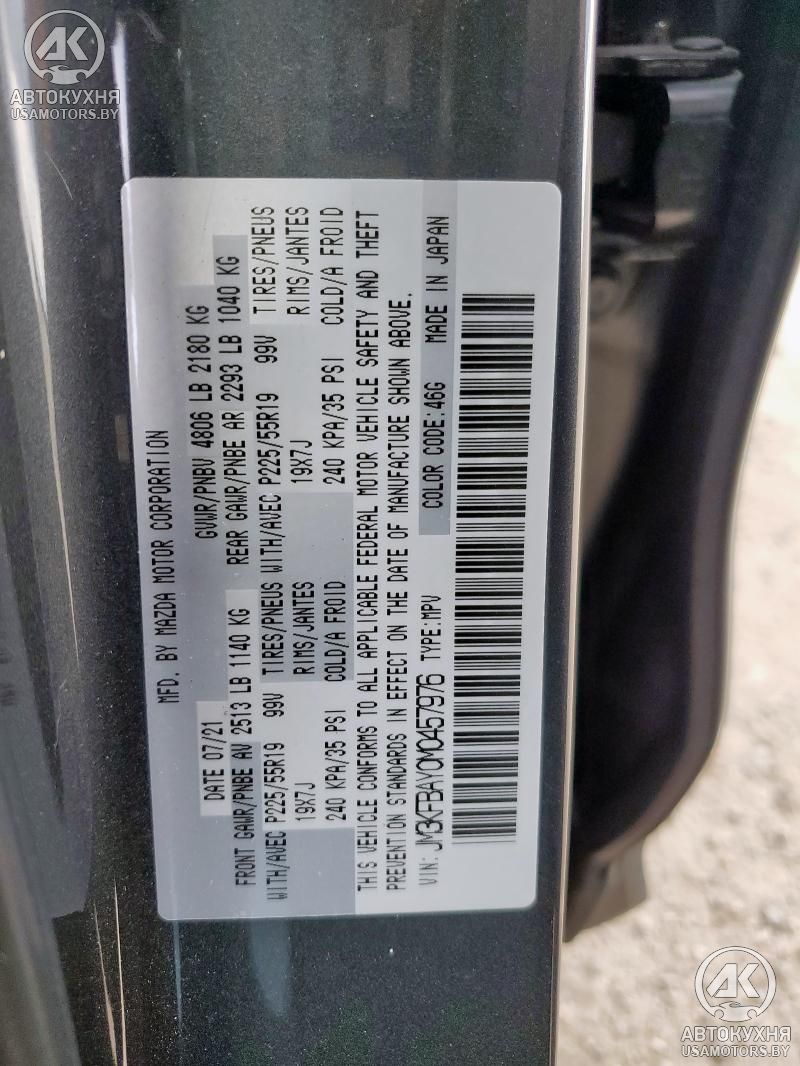 AK
АВТОКУХНЯ
USAMOTORS.BY
MFD. BY MAZDA MOTOR CORPORATION
DATE 07/21 GVWR/PNBV 4806 LB 2180 KG
FRONT GAWR/PNBE AV 2513 LB 1140 KG REAR GAWR/PNBE AR 2293 LB 1040 KG
WITH/AVEC P225/55R19 99V TIRES/PNEUS WITH/AVEC P225/55R19 99V TIRES/PNEUS
19X7J RIMS/JANTES 19X7J RIMS/JANTES
240 KPA/35 PSI COLD/A FROID 240 KPA/35 PSI COLD/A FROID
THIS VEHICLE CONFORMS TO ALL APPLICABLE FEDERAL MOTOR VEHICLE SAFETY AND THEFT
PREVENTION STANDARDS IN EFFECT ON THE DATE OF MANUFACTURE SHOWN ABOVE.
VIN: JM3KFBAY0M0457976 TYPE: MPV COLOR CODE: 46G MADE IN JAPAN
AK
АВТОКУХНЯ
USAMOTORS.BY